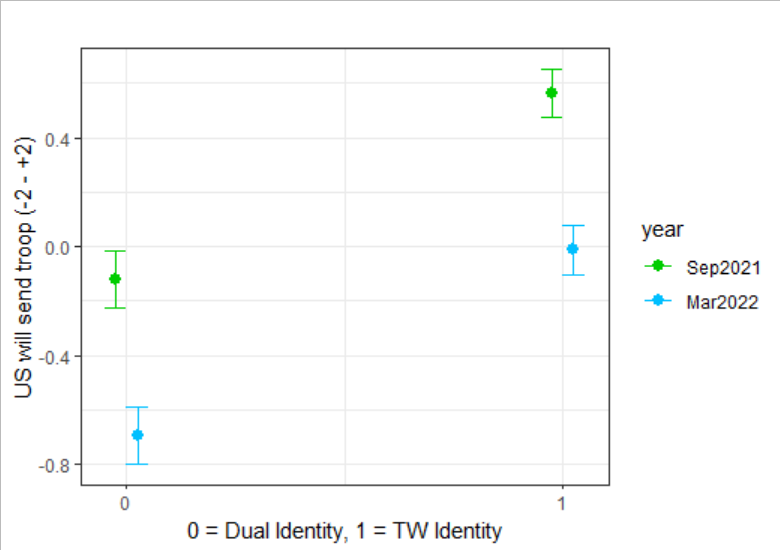 US will send troop (-2 - +2)
0.4
0.0
-0.4
-0.8
0
1
0 = Dual Identity, 1 = TW Identity
year
Sep2021
Mar2022